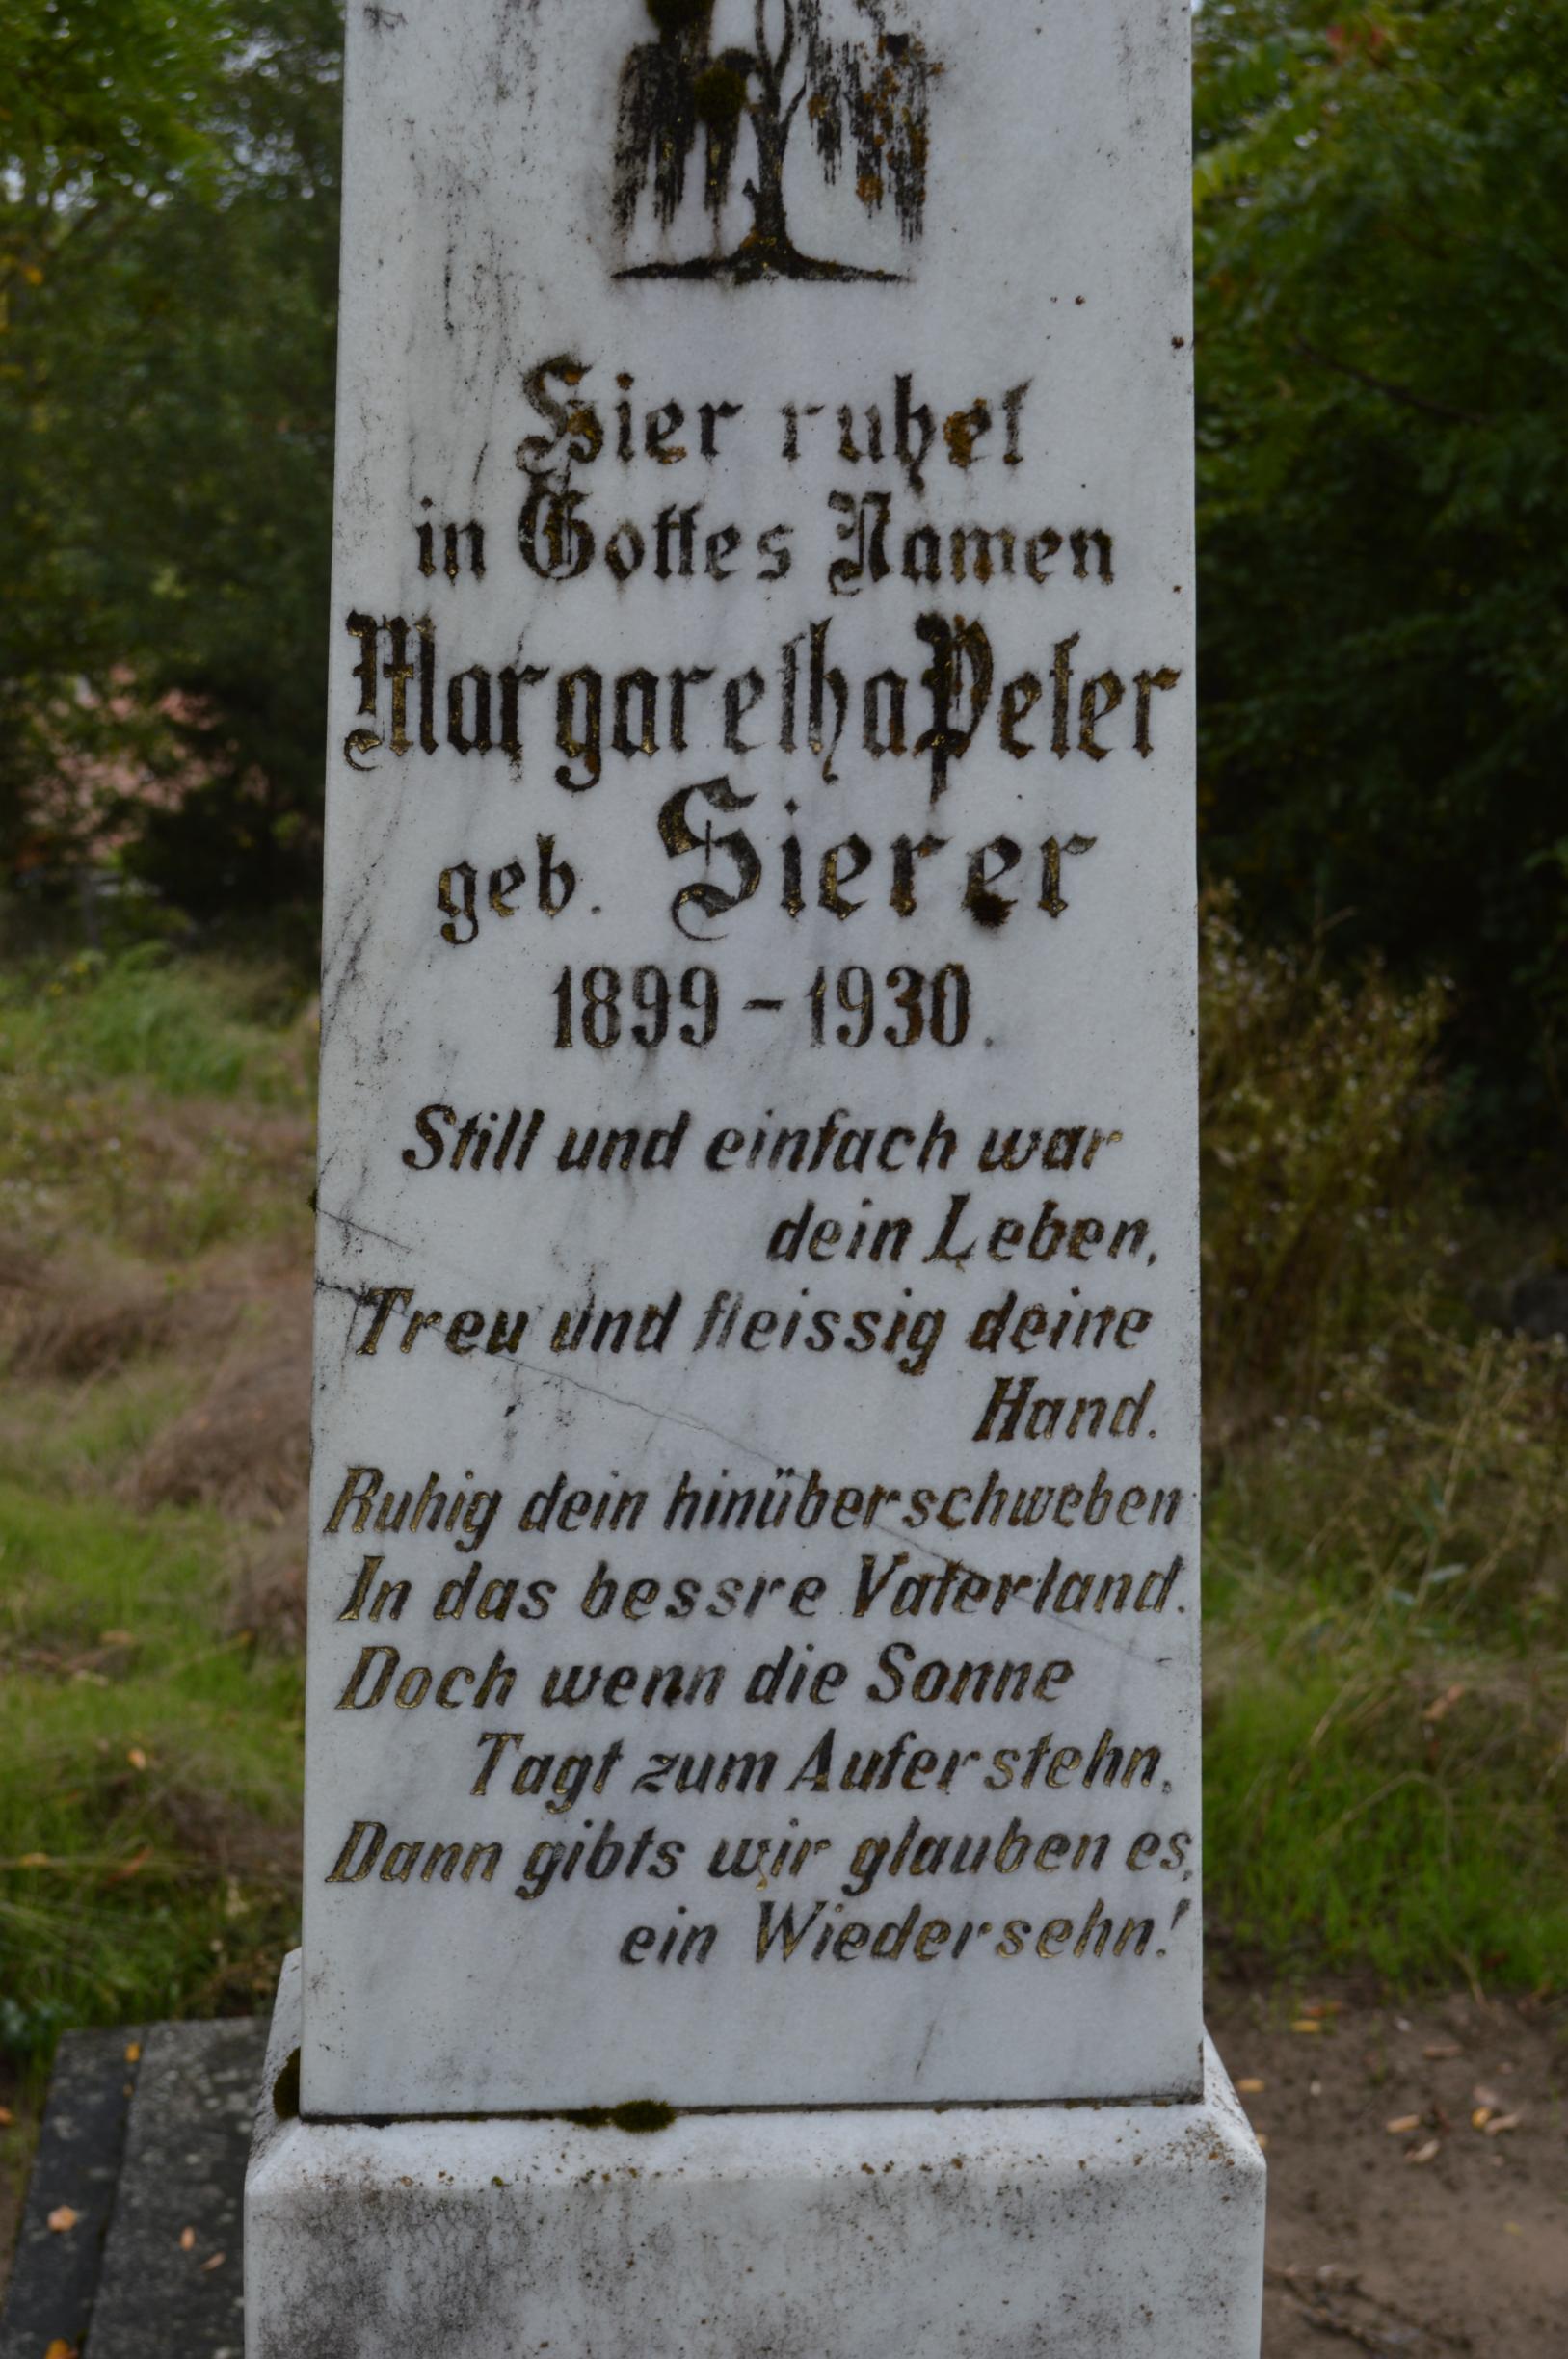 Hier ruhet
in Gottes Namen
Margaretha Peter
geb. Sierer
1899 - 1930.
Still und einfach war
dein Leben,
Treu und fleissig deine
Hand.
Ruhig dein hinüberschweben
In das bessre Vaterland.
Doch wenn die Sonne
Tagt zum Auferstehn,
Dann gibts wir glauben es,
ein Wiedersehn!